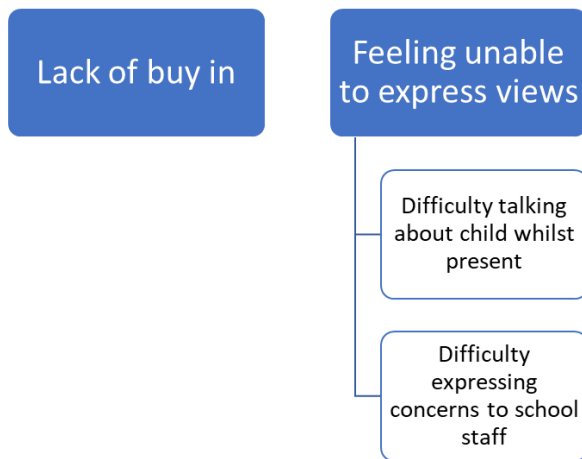 Lack of buy in
Feeling unable
to express views
Difficulty talking
about child whilst
present
Difficulty
expressing
concerns to school
staff